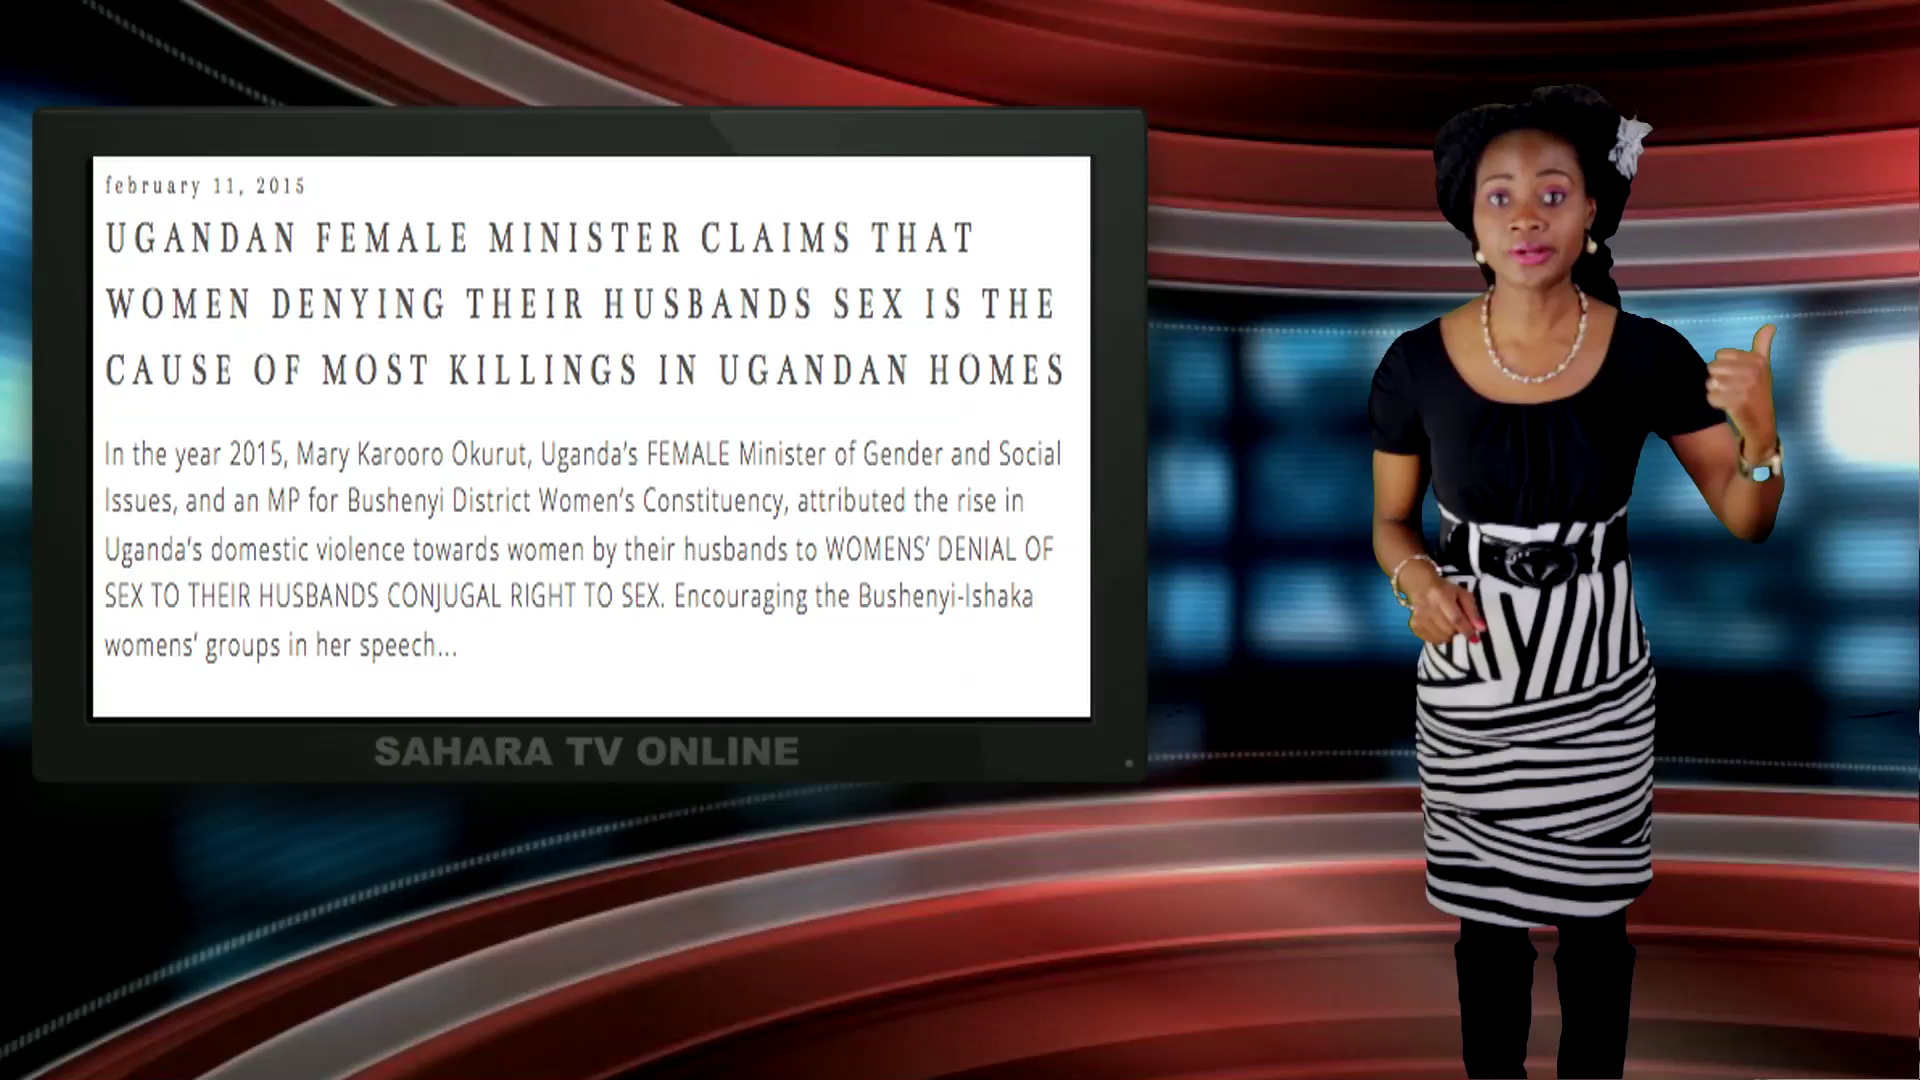 february 11, 2015
UGANDAN FEMALE MINISTER CLAIMS THAT
WOMEN DENYING THEIR HUSBANDS SEX IS THE
CAUSE OF MOST KILLINGS IN UGANDAN HOMES
In the year 2015, Mary Karooro Okurut, Uganda's FEMALE Minister of Gender and Social
Issues, and an MP for Bushenyi District Women's Constituency, attributed the rise in
Uganda's domestic violence towards women by their husbands to WOMENS' DENIAL OF
SEX TO THEIR HUSBANDS CONJUGAL RIGHT TO SEX. Encouraging the Bushenyi-Ishaka
womens' groups in her speech...
SAHARA TV ONLINE